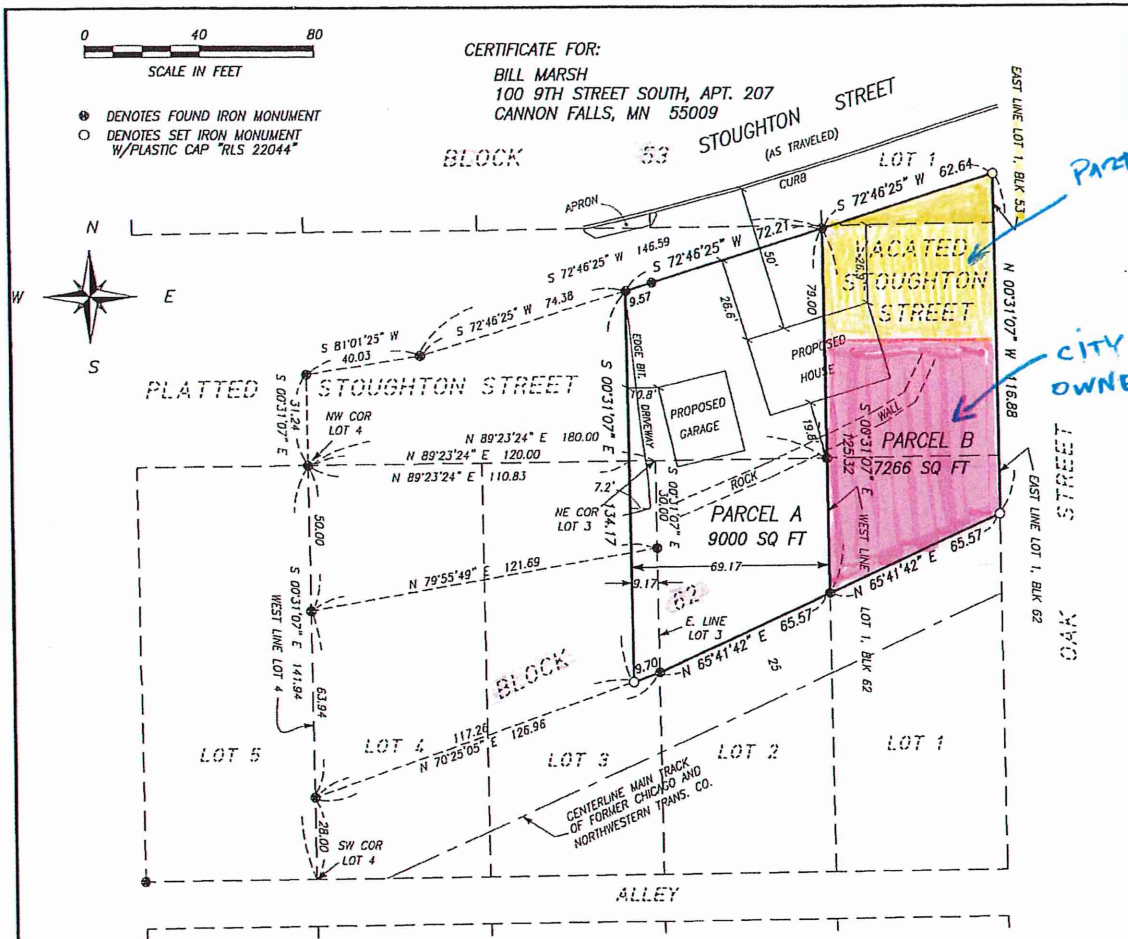 0 40 80
SCALE IN FEET
DENOTES FOUND IRON MONUMENT
DENOTES SET IRON MONUMENT
W/PLASTIC CAP "RLS 22044"
CERTIFICATE FOR:
BILL MARSH
100 9TH STREET SOUTH, APT. 207
CANNON FALLS, MN 55009
BLOCK 53
STOUGHTON STREET
(AS TRAVELED)
CURB
APRON
LOT 1
EAST LINE LOT 1, BLK 53
S 72°46'25" W 62.64
S 72°46'25" W 72.21
S 72°46'25" W 146.59
S 72°46'25" W 74.38
S 81°01'25" W
40.03
N
W E
S
9.57
50'
26.6'
79.00
VACATED
STOUGHTON
STREET
N 00°31'07" W 116.88
CITY
OWNE
PLATTED STOUGHTON STREET
S 00°31'07" E
31.24
NW COR
LOT 4
EDGE BIT.
DRIVEWAY
10.8'
PROPOSED
GARAGE
PROPOSED
HOUSE
19.8'
ROCK WALL
S 00°31'07" E
125.32
PARCEL B
7266 SQ FT
N 89°23'24" E 180.00
N 89°23'24" E 120.00
N 89°23'24" E 110.83
7.2'
NE COR
LOT 3
S 00°31'07" E
134.17
S 00°31'07" E
30.00
PARCEL A
9000 SQ FT
69.17
9.17
WEST LINE LOT 1, BLK 62
EAST LINE LOT 1, BLK 62
OAK STREET
50.00
S 00°31'07" E 141.94
WEST LINE LOT 4
63.94
N 79°55'49" E 121.69
62
BLOCK
E. LINE
LOT 3
N 65°41'42" E 65.57
N 65°41'42" E 65.57
9.70
25
117.26
N 70°25'05" E 126.96
LOT 5
LOT 4
LOT 3
LOT 2
LOT 1
CENTERLINE MAIN TRACK
OF FORMER CHICAGO AND
NORTHWESTERN TRANS. CO.
28.00
SW COR
LOT 4
ALLEY